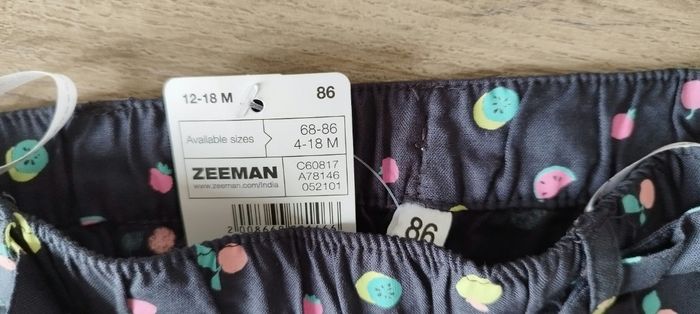 12-18 M 86
Available sizes 68-86
4-18 M
ZEEMAN
www.zeeman.com/india
C60817
A78146
052101
86